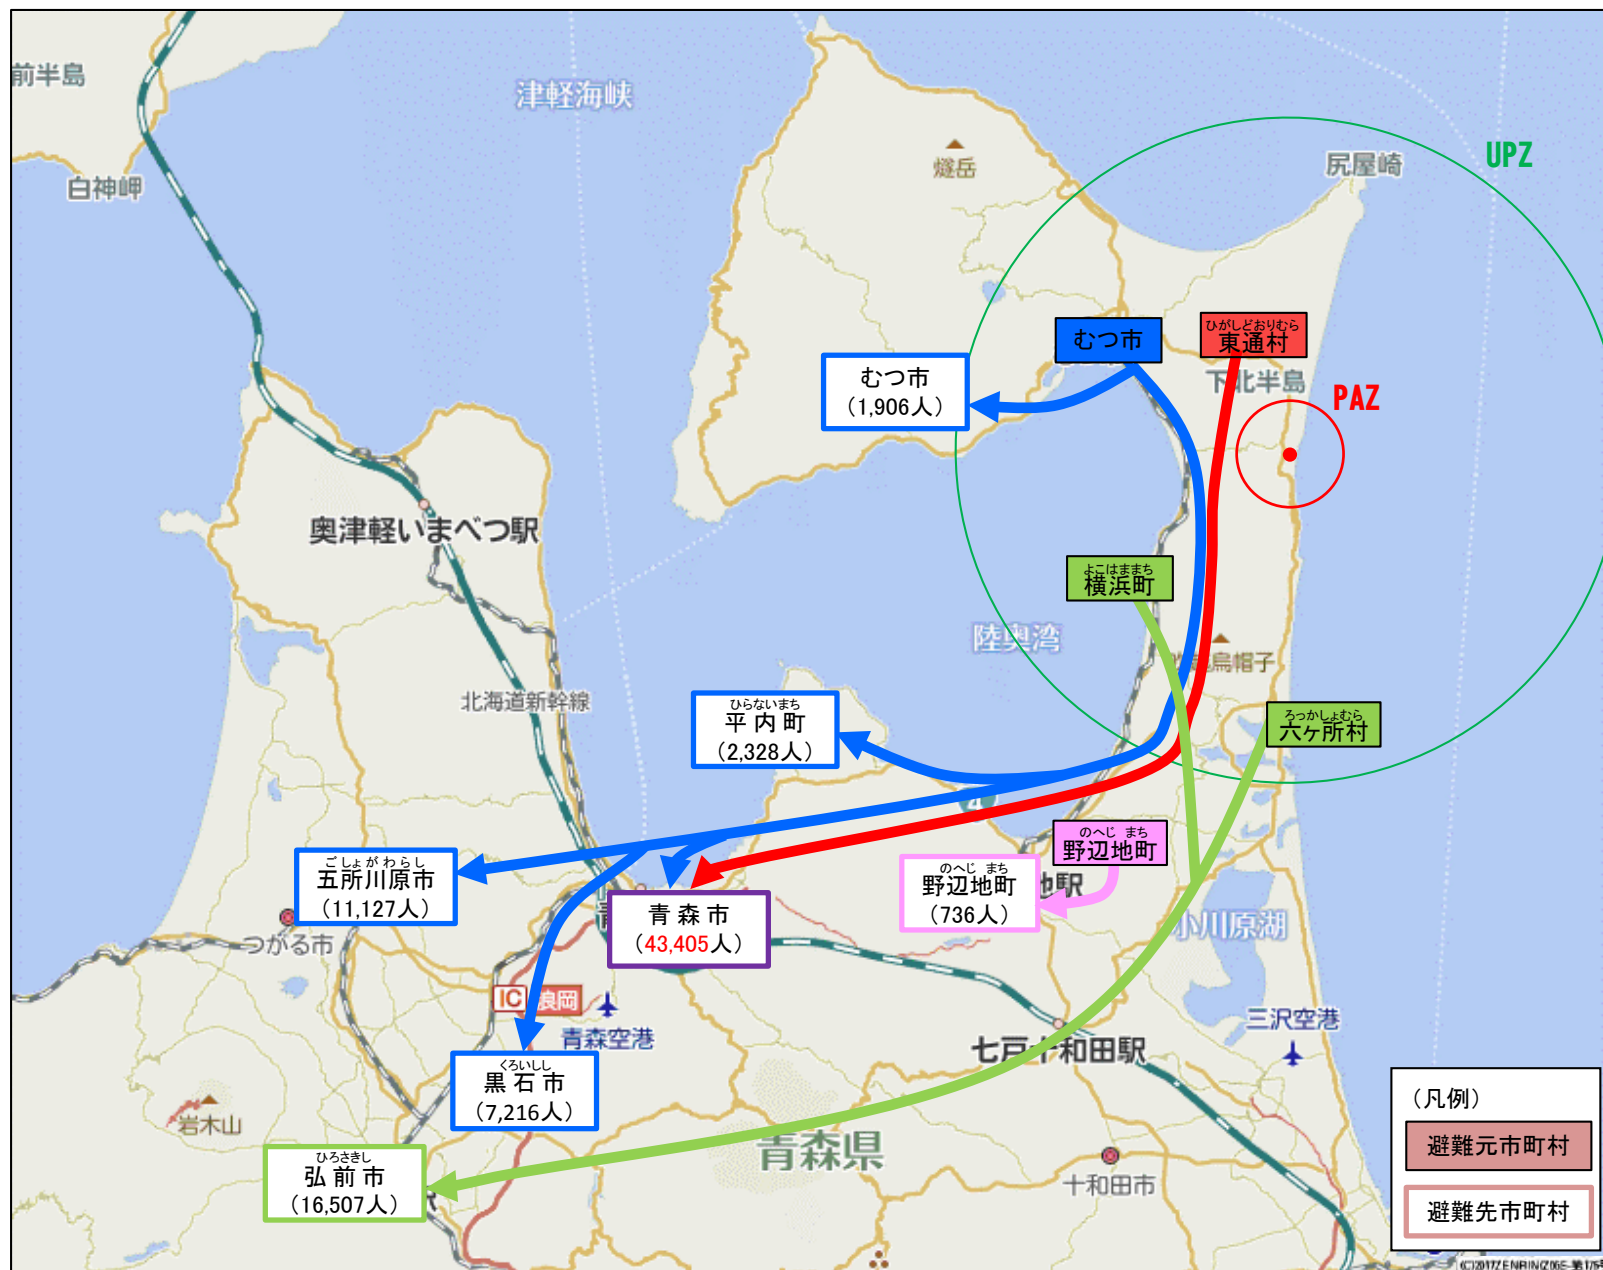 前半島
津軽海峡
UPZ
燧岳
尻屋崎
白神岬
ひがしどおりむら
むつ市
東通村
むつ市
(1,906人)
下北半島
PAZ
奥津軽いまべつ駅
よこはままち
横浜町
陸奥湾
烏帽子
北海道新幹線
ひらないまち
平内町
(2,328人)
ろっかしょむら
六ヶ所村
4
のへじ まち
野辺地町
ごしょがわらし
五所川原市
(11,127人)
のへじ まち
野辺地町
(736人)
地駅
青森市
(43,405人)
小川原湖
つがる市
IC 浪岡
青森空港
三沢空港
七戸十和田駅
くろいしし
黒石市
(7,216人)
岩木山
青森県
(凡例)
避難元市町村
ひろさきし
弘前市
(16,507人)
十和田市
避難先市町村